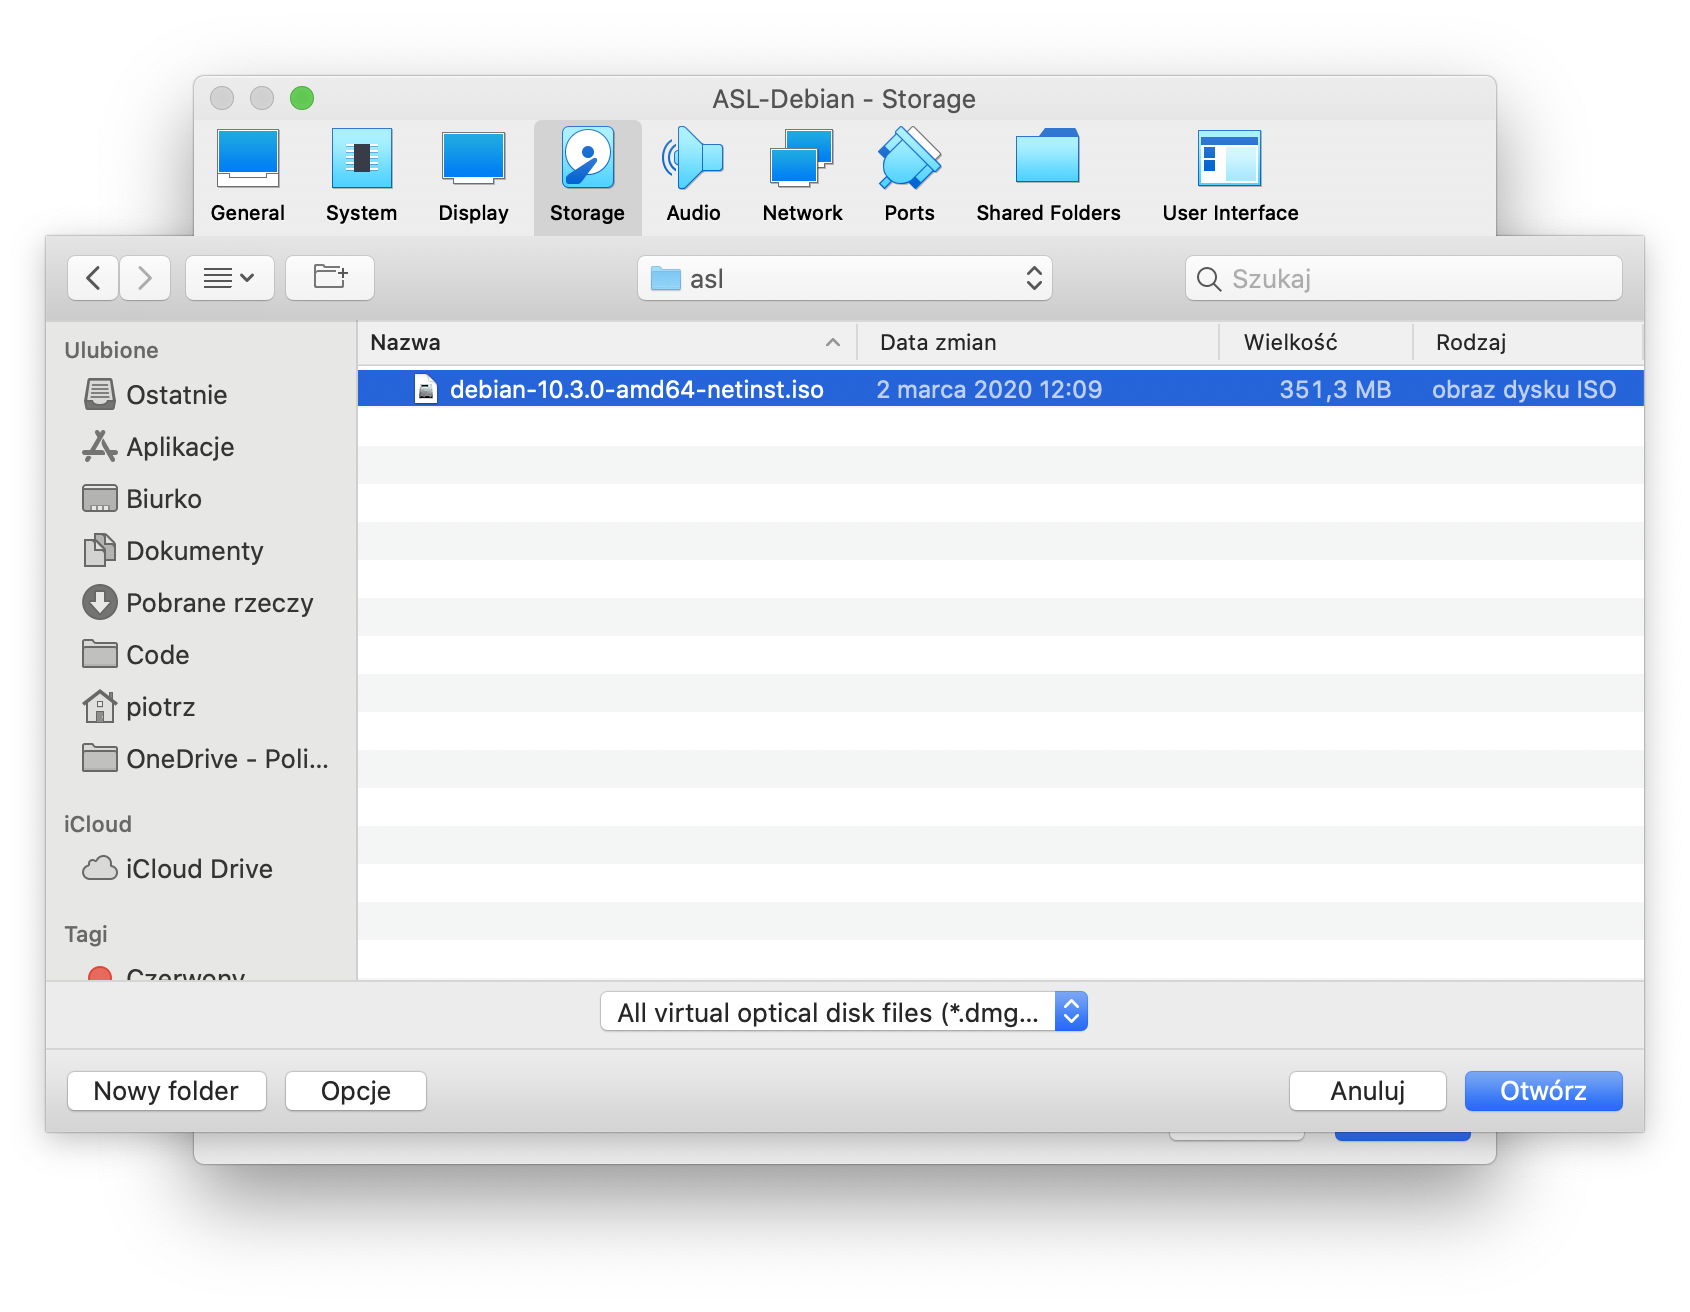 ASL-Debian - Storage
General System Display Storage Audio Network Ports Shared Folders User Interface
asl
Szukaj
Ulubione
Ostatnie
Aplikacje
Biurko
Dokumenty
Pobrane rzeczy
Code
piotrz
OneDrive - Poli...
iCloud
iCloud Drive
Tagi
Czerwony
Nazwa Data zmian Wielkość Rodzaj
debian-10.3.0-amd64-netinst.iso 2 marca 2020 12:09 351,3 MB obraz dysku ISO
All virtual optical disk files (*.dmg...
Nowy folder Opcje Anuluj Otwórz